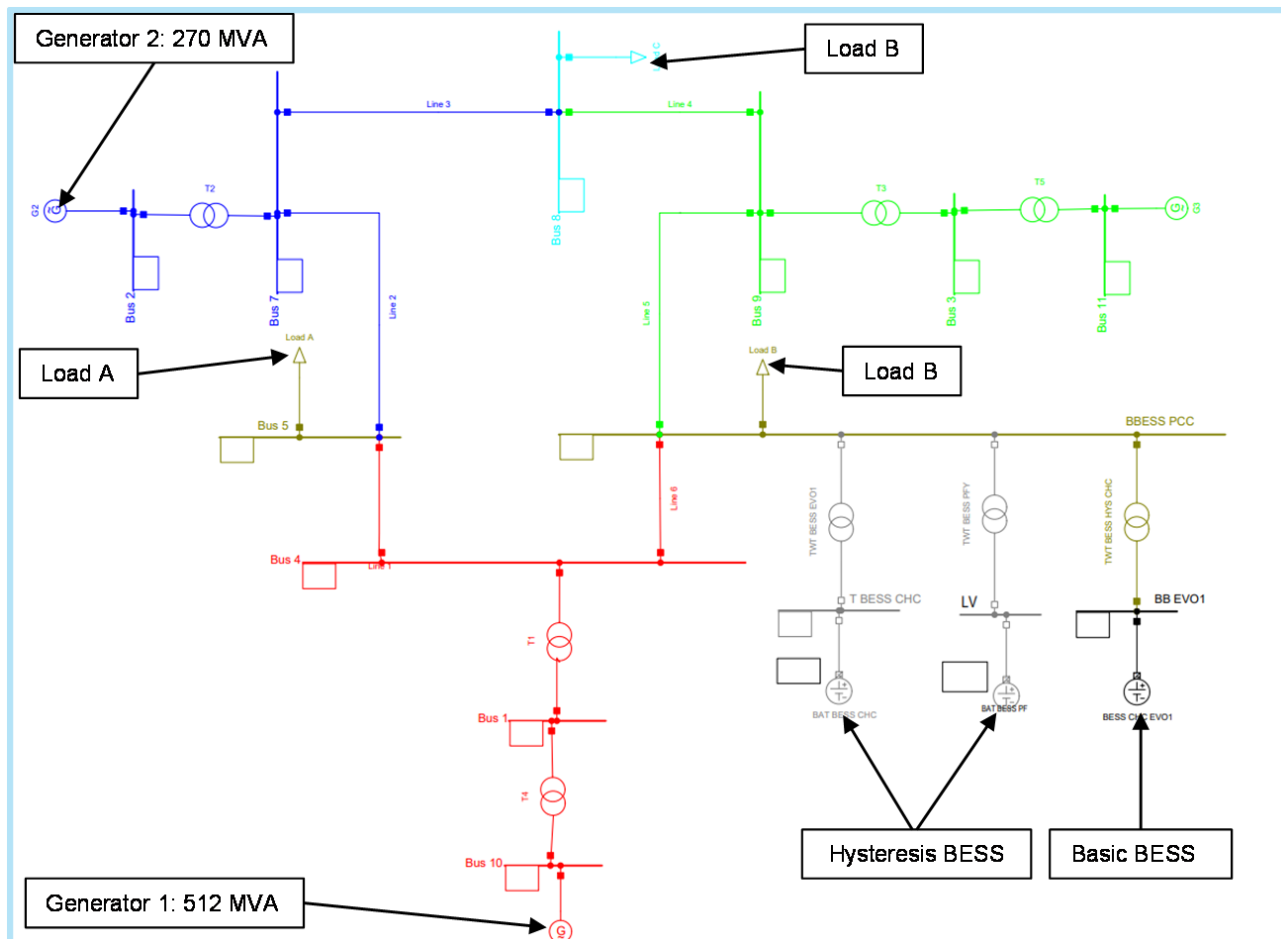 Generator 2: 270 MVA
Load B
Load C
Line 3
Line 4
T2
G2
T3
T5
G3
Bus 8
Bus 2
Bus 7
Line 2
Line 5
Bus 9
Bus 3
Bus 11
Load A
Load A
Load B
Load B
Bus 5
BBESS PCC
Line 6
TWT BESS EVO1
TWT BESS PFY
TWT BESS HYS CHC
Bus 4
Line 1
T BESS CHC
LV
BB EVO1
T1
BAT BESS CHC
BAT BESS PF
BESS CHC EVO1
Bus 1
T4
Hysteresis BESS
Basic BESS
Bus 10
Generator 1: 512 MVA
G